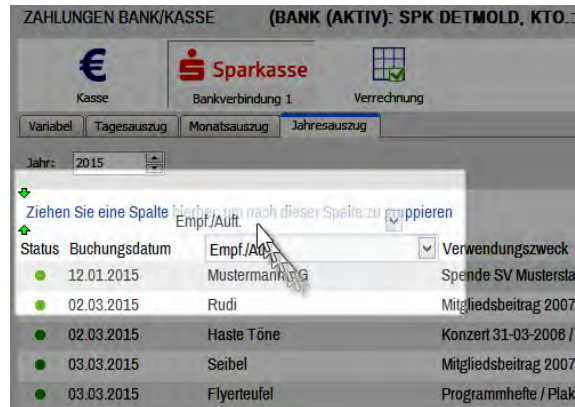 ZAHLUNGEN BANK/KASSE (BANK (AKTIV): SPK DETMOLD, KTO.:
€ Sparkasse
Kasse Bankverbindung 1 Verrechnung
Variabel Tagesauszug Monatsauszug Jahresauszug
Jahr: 2015
Ziehen Sie eine Spalte hierher, um nach dieser Spalte zu gruppieren
Empf./Auft.
Status Buchungsdatum Empf./Auft. Verwendungszweck
12.01.2015 Spende SV Mustersta
02.03.2015 Rudi Mitgliedsbeitrag 2007
02.03.2015 Haste Töne Konzert 31-03-2006 /
03.03.2015 Seibel Mitgliedsbeitrag 2007
03.03.2015 Flyerteufel Programmhefte / Plak